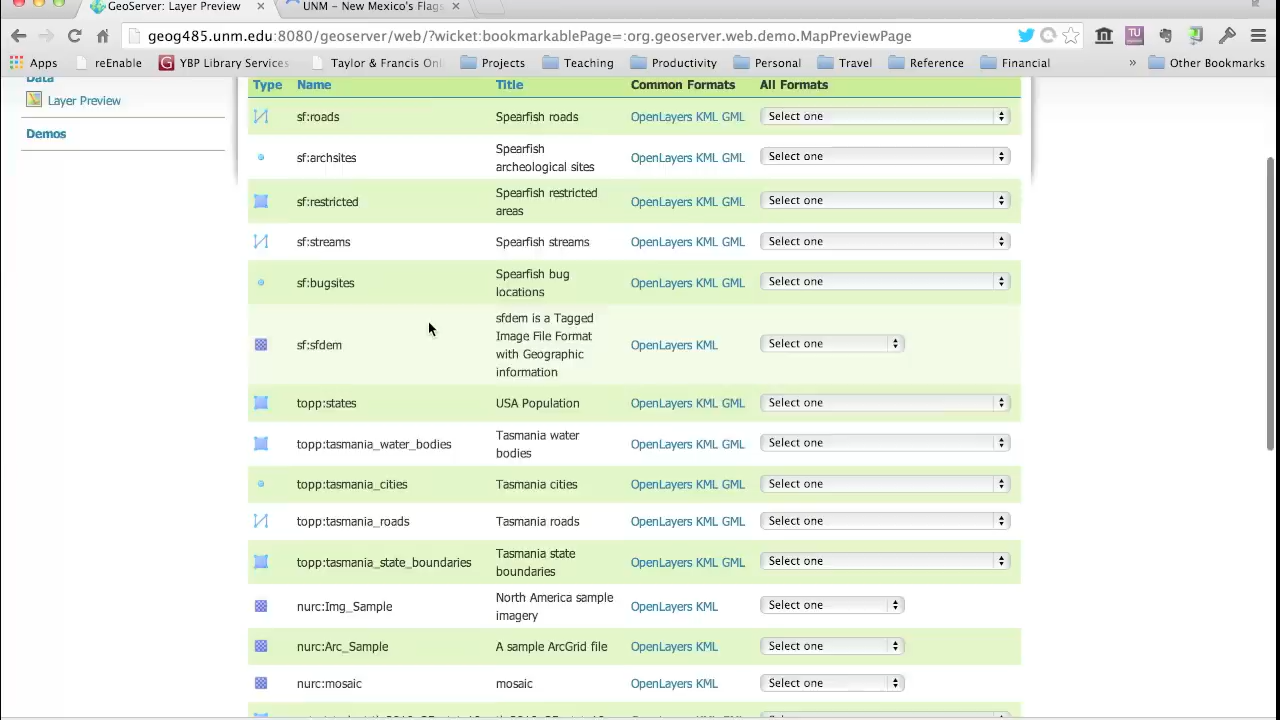 GeoServer: Layer Preview
UNM – New Mexico's Flags
geog485.unm.edu:8080/geoserver/web/?wicket:bookmarkablePage=:org.geoserver.web.demo.MapPreviewPage
Apps reEnable YBP Library Services Taylor & Francis On Projects Teaching Productivity Personal Travel Reference Financial » Other Bookmarks
Data
Layer Preview
Demos
Type Name Title Common Formats All Formats
sf:roads Spearfish roads OpenLayers KML GML Select one
sf:archsites Spearfish archeological sites OpenLayers KML GML Select one
sf:restricted Spearfish restricted areas OpenLayers KML GML Select one
sf:streams Spearfish streams OpenLayers KML GML Select one
sf:bugsites Spearfish bug locations OpenLayers KML GML Select one
sf:sfdem sfdem is a Tagged Image File Format with Geographic information OpenLayers KML Select one
topp:states USA Population OpenLayers KML GML Select one
topp:tasmania_water_bodies Tasmania water bodies OpenLayers KML GML Select one
topp:tasmania_cities Tasmania cities OpenLayers KML GML Select one
topp:tasmania_roads Tasmania roads OpenLayers KML GML Select one
topp:tasmania_state_boundaries Tasmania state boundaries OpenLayers KML GML Select one
nurc:Img_Sample North America sample imagery OpenLayers KML Select one
nurc:Arc_Sample A sample ArcGrid file OpenLayers KML Select one
nurc:mosaic mosaic OpenLayers KML Select one